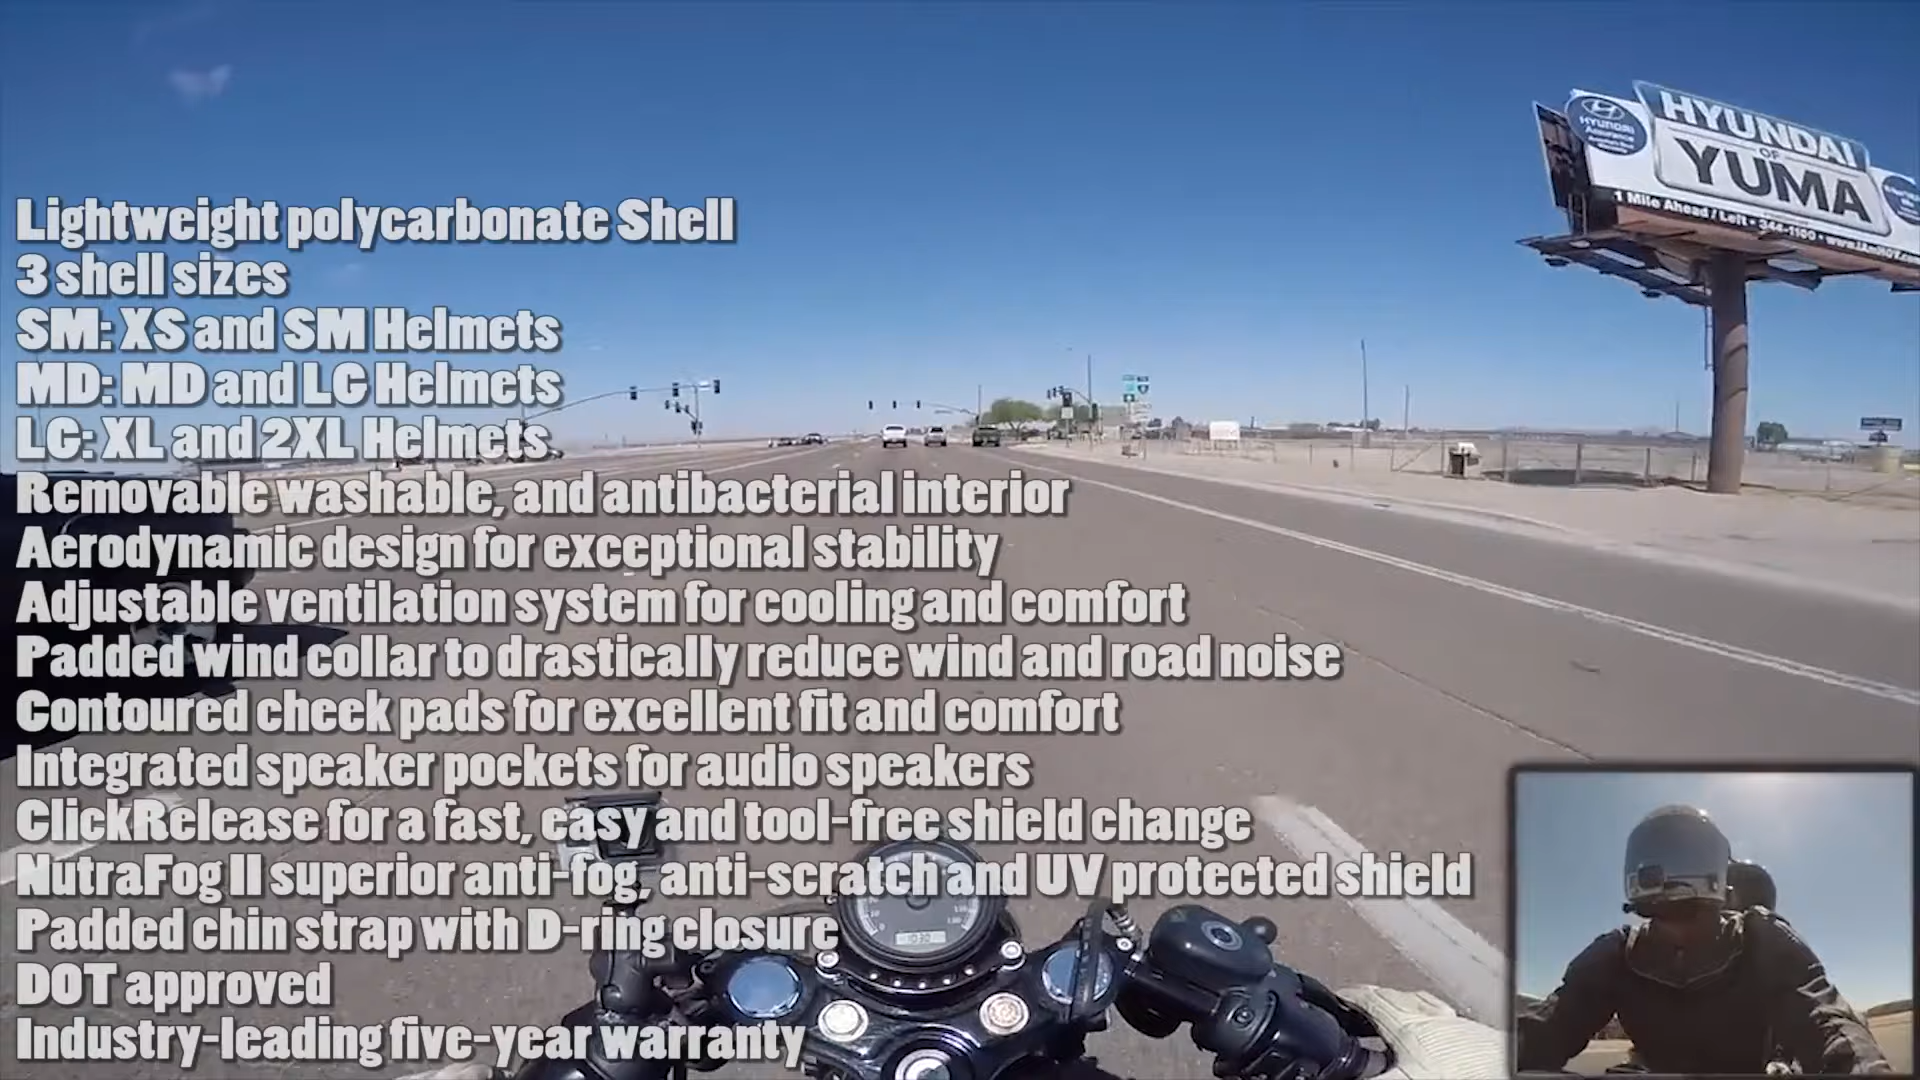 HYUNDAI
Assurance
HYUNDAI
OF
YUMA
1 Mile Ahead / Left • 344-1100 •
Lightweight polycarbonate Shell
3 shell sizes
SM: XS and SM Helmets
MD: MD and LG Helmets
LG: XL and 2XL Helmets
Removable washable, and antibacterial interior
Aerodynamic design for exceptional stability
Adjustable ventilation system for cooling and comfort
Padded wind collar to drastically reduce wind and road noise
Contoured cheek pads for excellent fit and comfort
Integrated speaker pockets for audio speakers
ClickRelease for a fast, easy and tool-free shield change
NutraFog II superior anti-fog, anti-scratch and UV protected shield
Padded chin strap with D-ring closure
DOT approved
Industry-leading five-year warranty